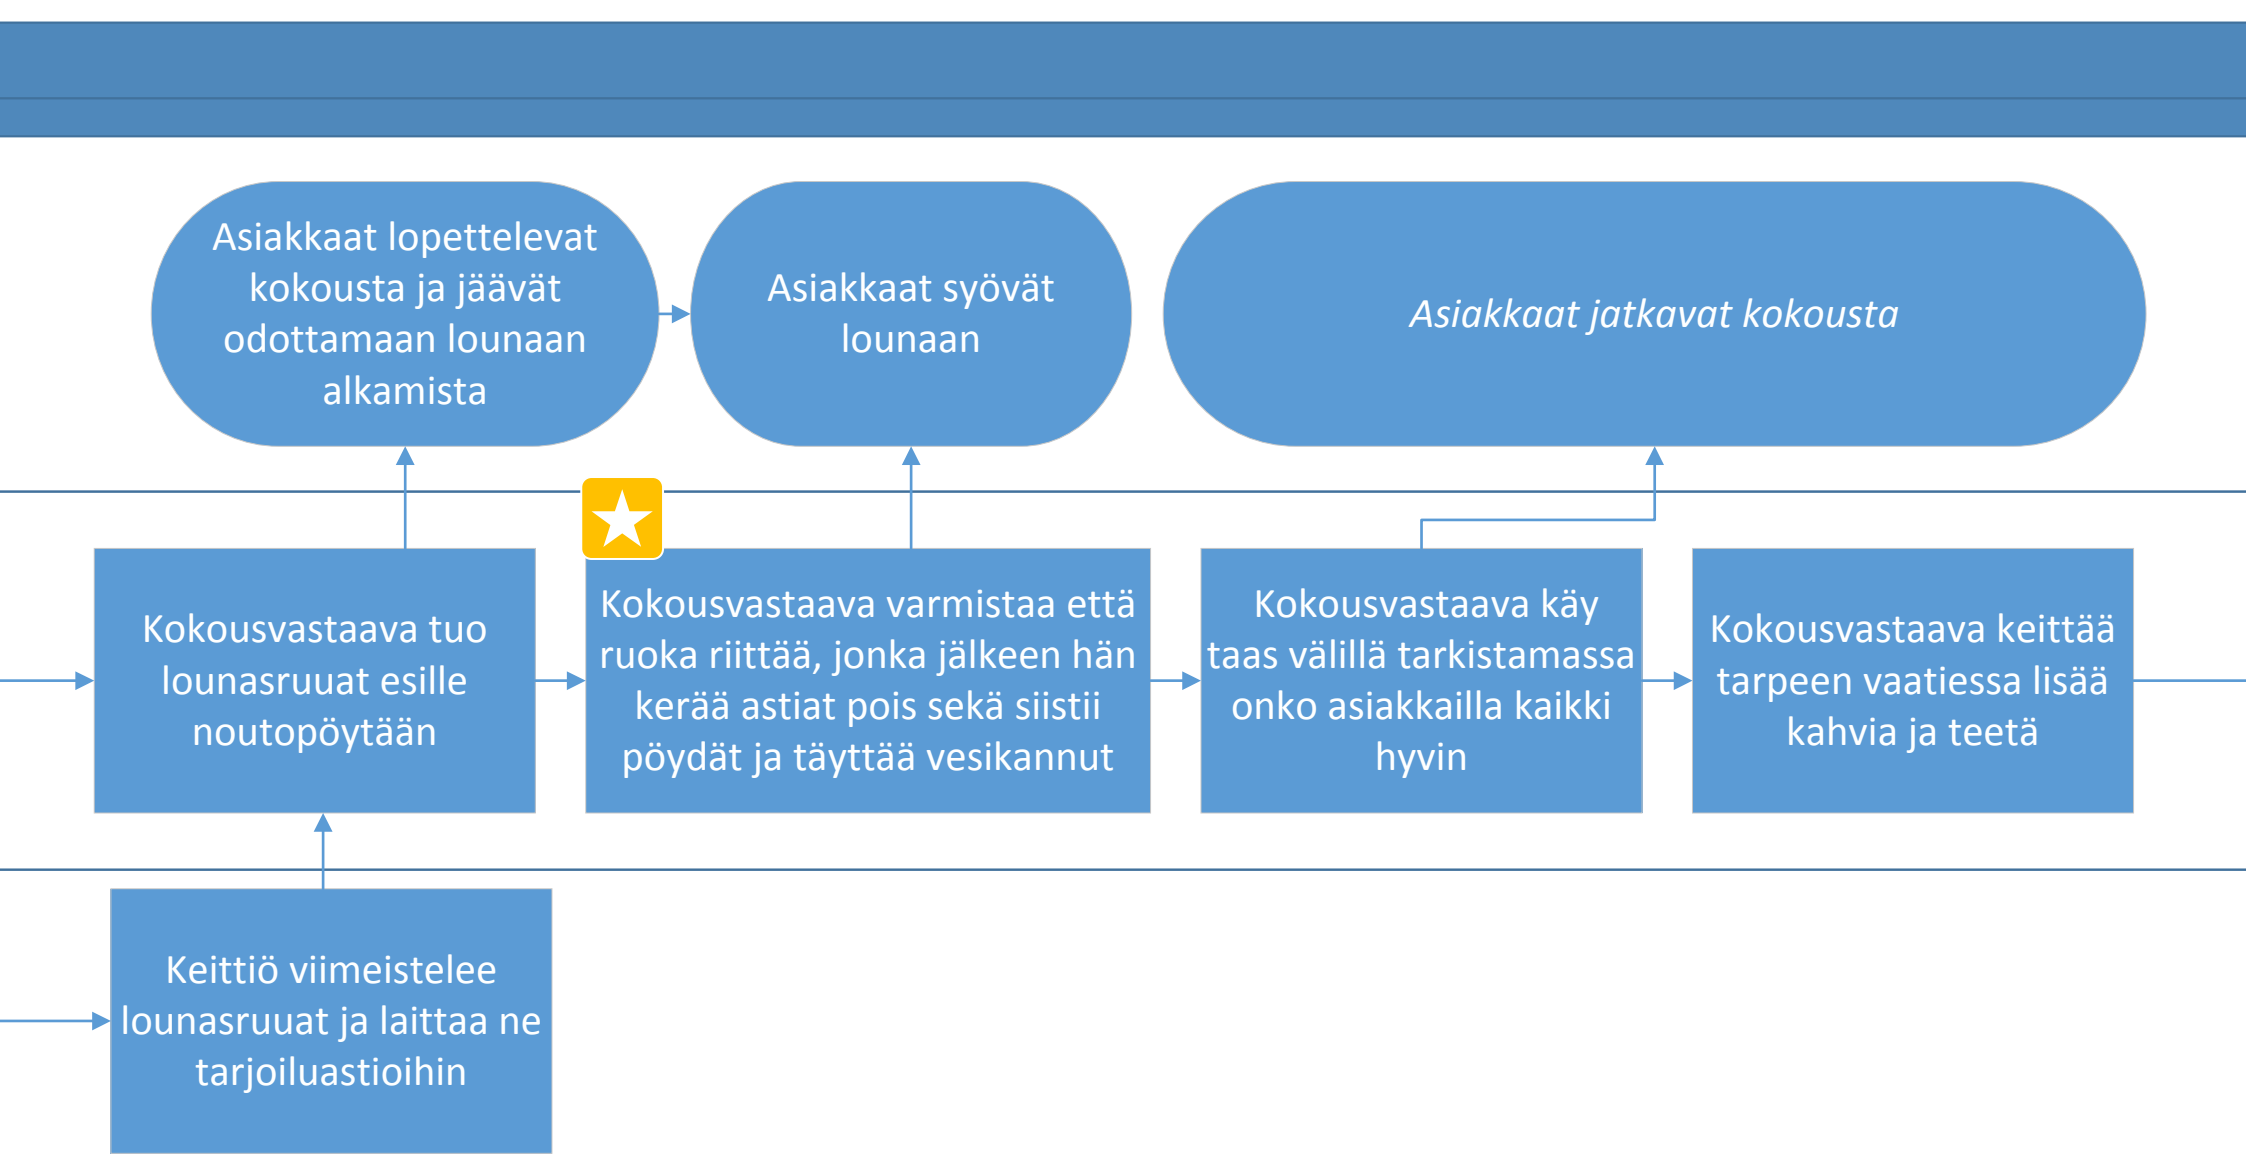 Asiakkaat lopettelevat
kokousta ja jäävät
odottamaan lounaan
alkamista
Asiakkaat syövät
lounaan
Asiakkaat jatkavat kokousta
Kokousvastaava tuo
lounasruuat esille
noutopöytään
Kokousvastaava varmistaa että
ruoka riittää, jonka jälkeen hän
kerää astiat pois sekä siistii
pöydät ja täyttää vesikannut
Kokousvastaava käy
taas välillä tarkistamassa
onko asiakkailla kaikki
hyvin
Kokousvastaava keittää
tarpeen vaatiessa lisää
kahvia ja teetä
Keittiö viimeistelee
lounasruuat ja laittaa ne
tarjoiluastioihin